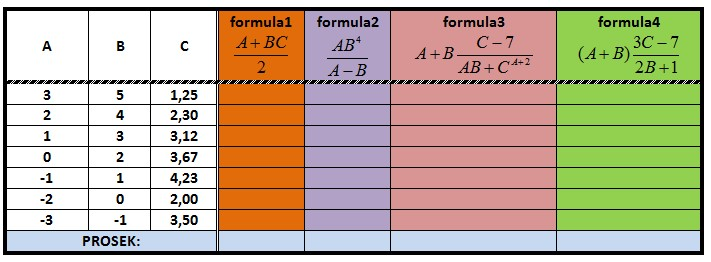 A B C formula1 formula2 formula3 formula4
\frac{A+BC}{2} \frac{AB^4}{A-B} A+B\frac{C-7}{AB+C^{A+2}} (A+B)\frac{3C-7}{2B+1}
3 5 1,25
2 4 2,30
1 3 3,12
0 2 3,67
-1 1 4,23
-2 0 2,00
-3 -1 3,50
PROSEK: